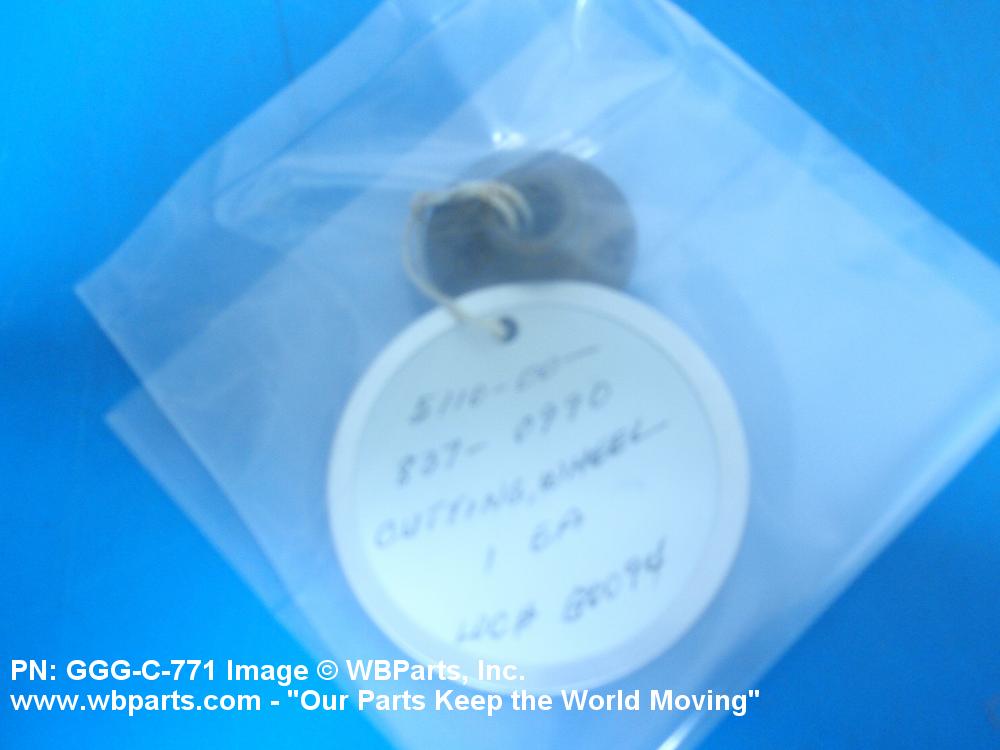 5110-00-
837-0770
CUTTING, WHEEL
1 EA
PN: GGG-C-771 Image © WBParts, Inc.
www.wbparts.com - "Our Parts Keep the World Moving"